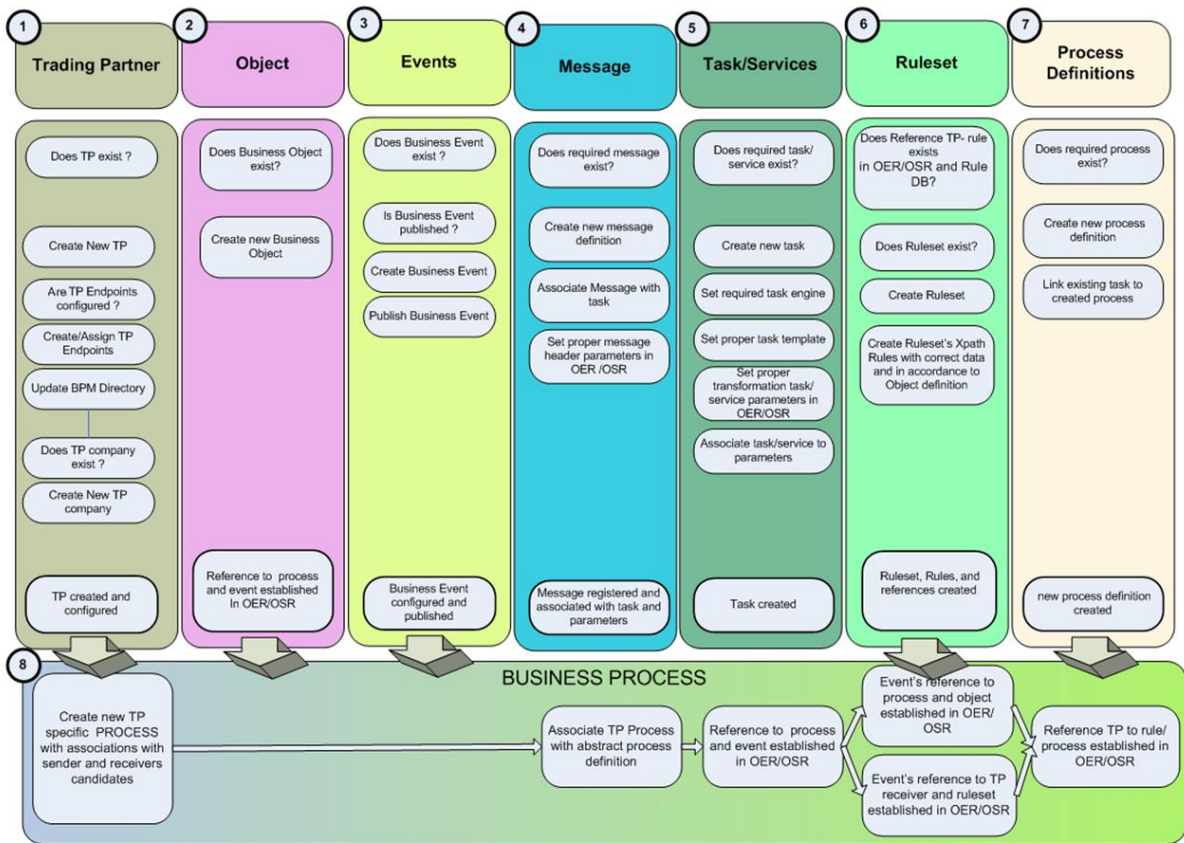 1
Trading Partner
2
Object
3
Events
4
Message
5
Task/Services
6
Ruleset
7
Process
Definitions
Does TP exist ?
Create New TP
Are TP Endpoints
configured ?
Create/Assign TP
Endpoints
Update BPM Directory
Does TP company
exist ?
Create New TP
company
TP created and
configured
Does Business Object
exist?
Create new Business
Object
Reference to process
and event established
In OER/OSR
Does Business Event
exist ?
Is Business Event
published ?
Create Business Event
Publish Business Event
Business Event
configured and
published
Does required message
exist?
Create new message
definition
Associate Message with
task
Set proper message
header parameters in
OER /OSR
Message registered and
associated with task and
parameters
Does required task/
service exist?
Create new task
Set required task engine
Set proper task template
Set proper
transformation task/
service parameters in
OER/OSR
Associate task/service to
parameters
Task created
Does Reference TP- rule
exists
in OER/OSR and Rule
DB?
Does Ruleset exist?
Create Ruleset
Create Ruleset's Xpath
Rules with correct data
and in accordance to
Object definition
Ruleset, Rules, and
references created
Does required process
exist?
Create new process
definition
Link existing task to
created process
new process definition
created
8
BUSINESS PROCESS
Create new TP
specific PROCESS
with associations with
sender and receivers
candidates
Associate TP Process
with abstract process
definition
Reference to process
and event established
in OER/OSR
Event's reference to
process and object
established in OER/
OSR
Event's reference to TP
receiver and ruleset
established in OER/OSR
Reference TP to rule/
process established in
OER/OSR